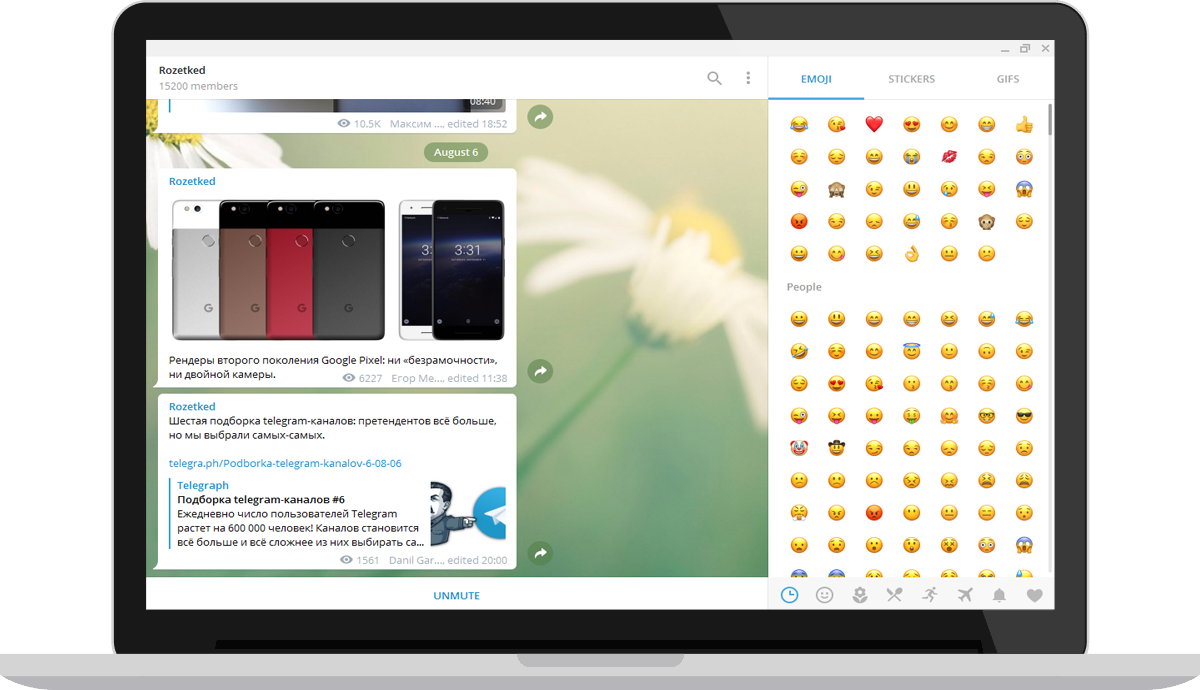 Rozetked
15200 members
EMOJI STICKERS GIFS
08:40
10.5K Максим ...., edited 18:52
August 6
Rozetked
3:31
Рендеры второго поколения Google Pixel: ни «безрамочности»,
ни двойной камеры.
6227 Егор Ме..., edited 11:38
Rozetked
Шестая подборка telegram-каналов: претендентов всё больше,
но мы выбрали самых-самых.
telegra.ph/Podborka-telegram-kanalov-6-08-06
Telegraph
Подборка telegram-каналов #6
Ежедневно число пользователей Telegram
растет на 600 000 человек! Каналов становится
всё больше и всё сложнее из них выбирать са...
1561 Danil Gar..., edited 20:00
UNMUTE
People